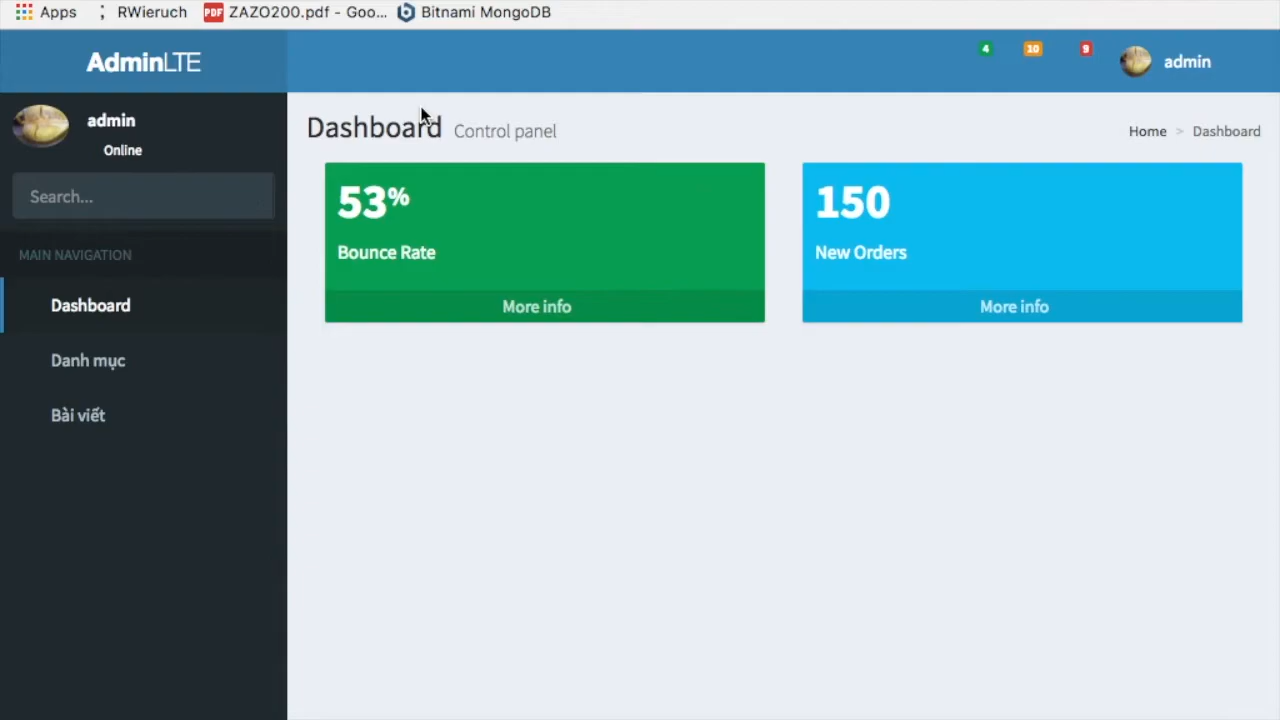 Apps RWieruch PDF ZAZO200.pdf - Goo... Bitnami MongoDB
AdminLTE
4 10 9 admin
admin
Online
Search...
MAIN NAVIGATION
Dashboard
Danh mục
Bài viết
Dashboard Control panel
Home > Dashboard
53%
Bounce Rate
More info
150
New Orders
More info